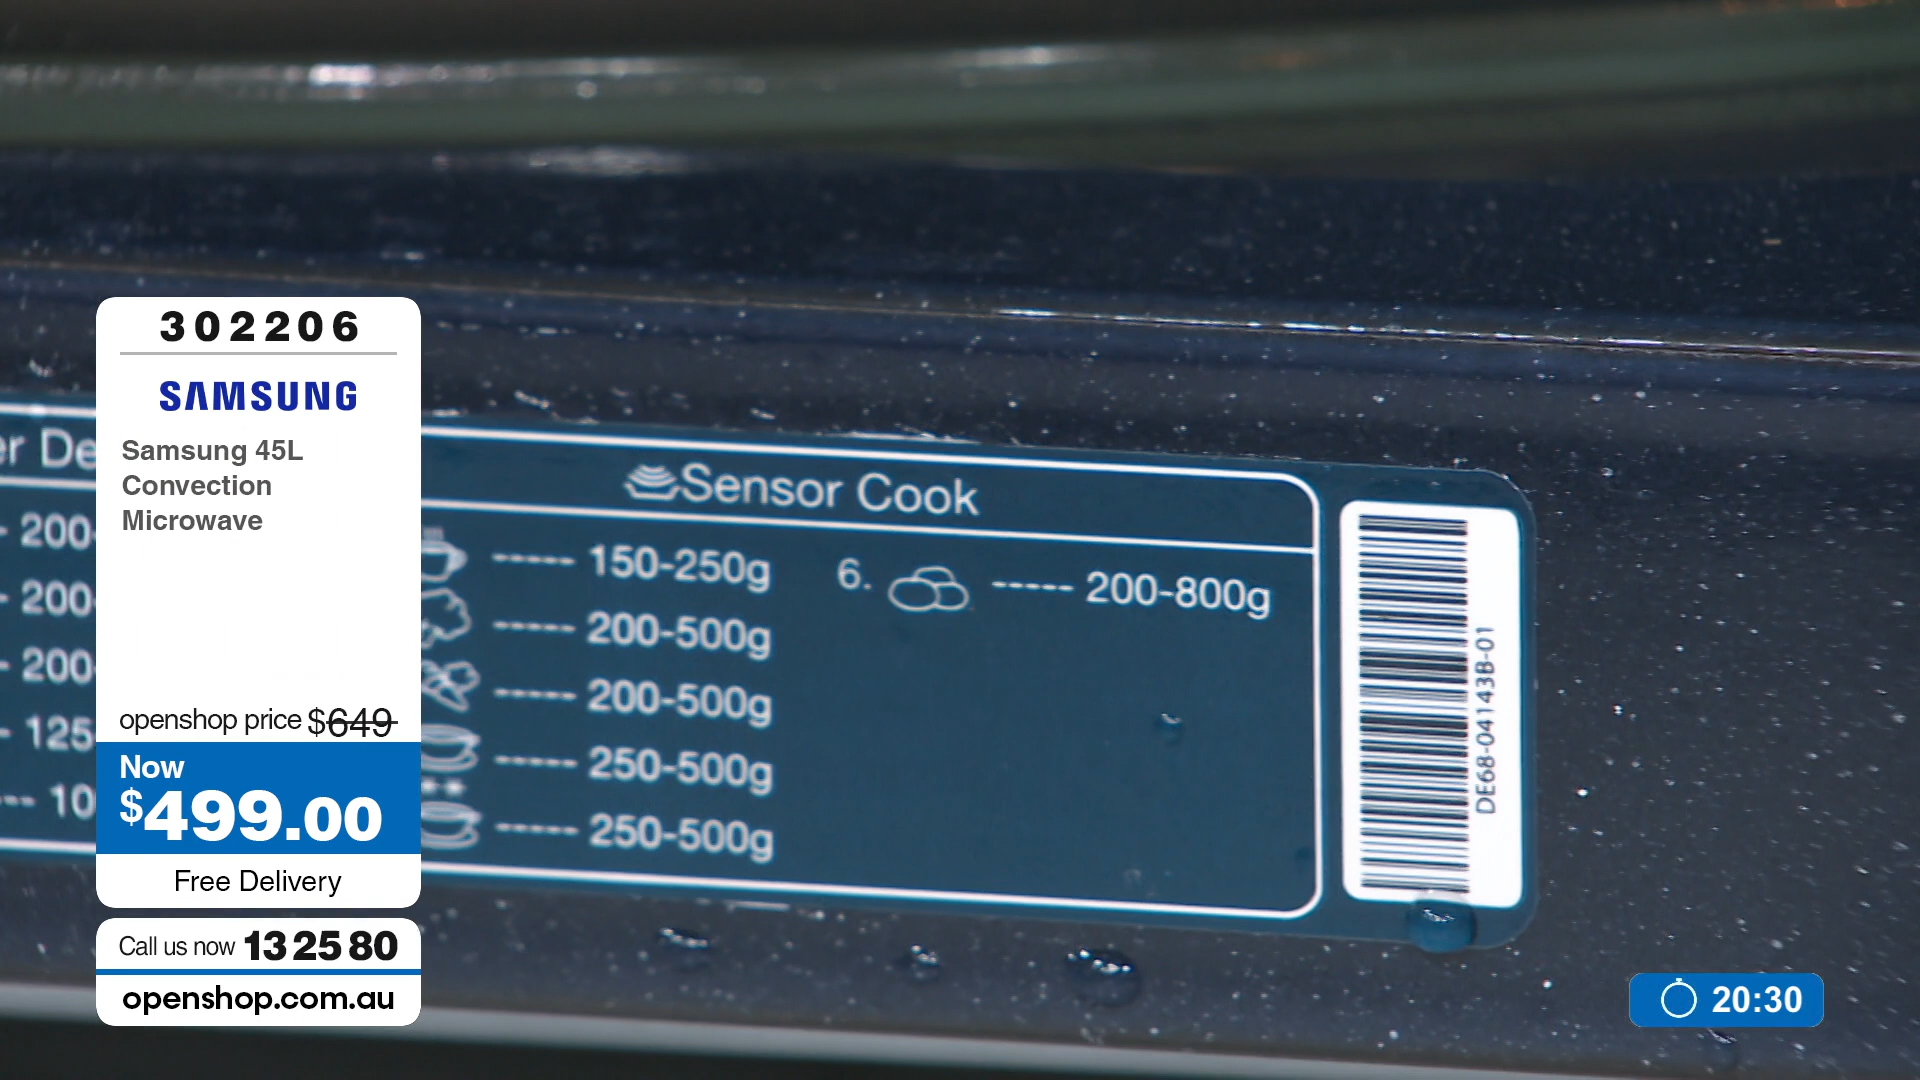 302206
SAMSUNG
Samsung 45L
Convection
Microwave
openshop price $649
Now
$499.00
Free Delivery
Call us now 13 25 80
openshop.com.au
er De
- 200-
- 200-
- 200-
- 125-
--- 10
Sensor Cook
----- 150-250g
----- 200-500g
----- 200-500g
----- 250-500g
----- 250-500g
6. ----- 200-800g
DE68-04143B-01
20:30